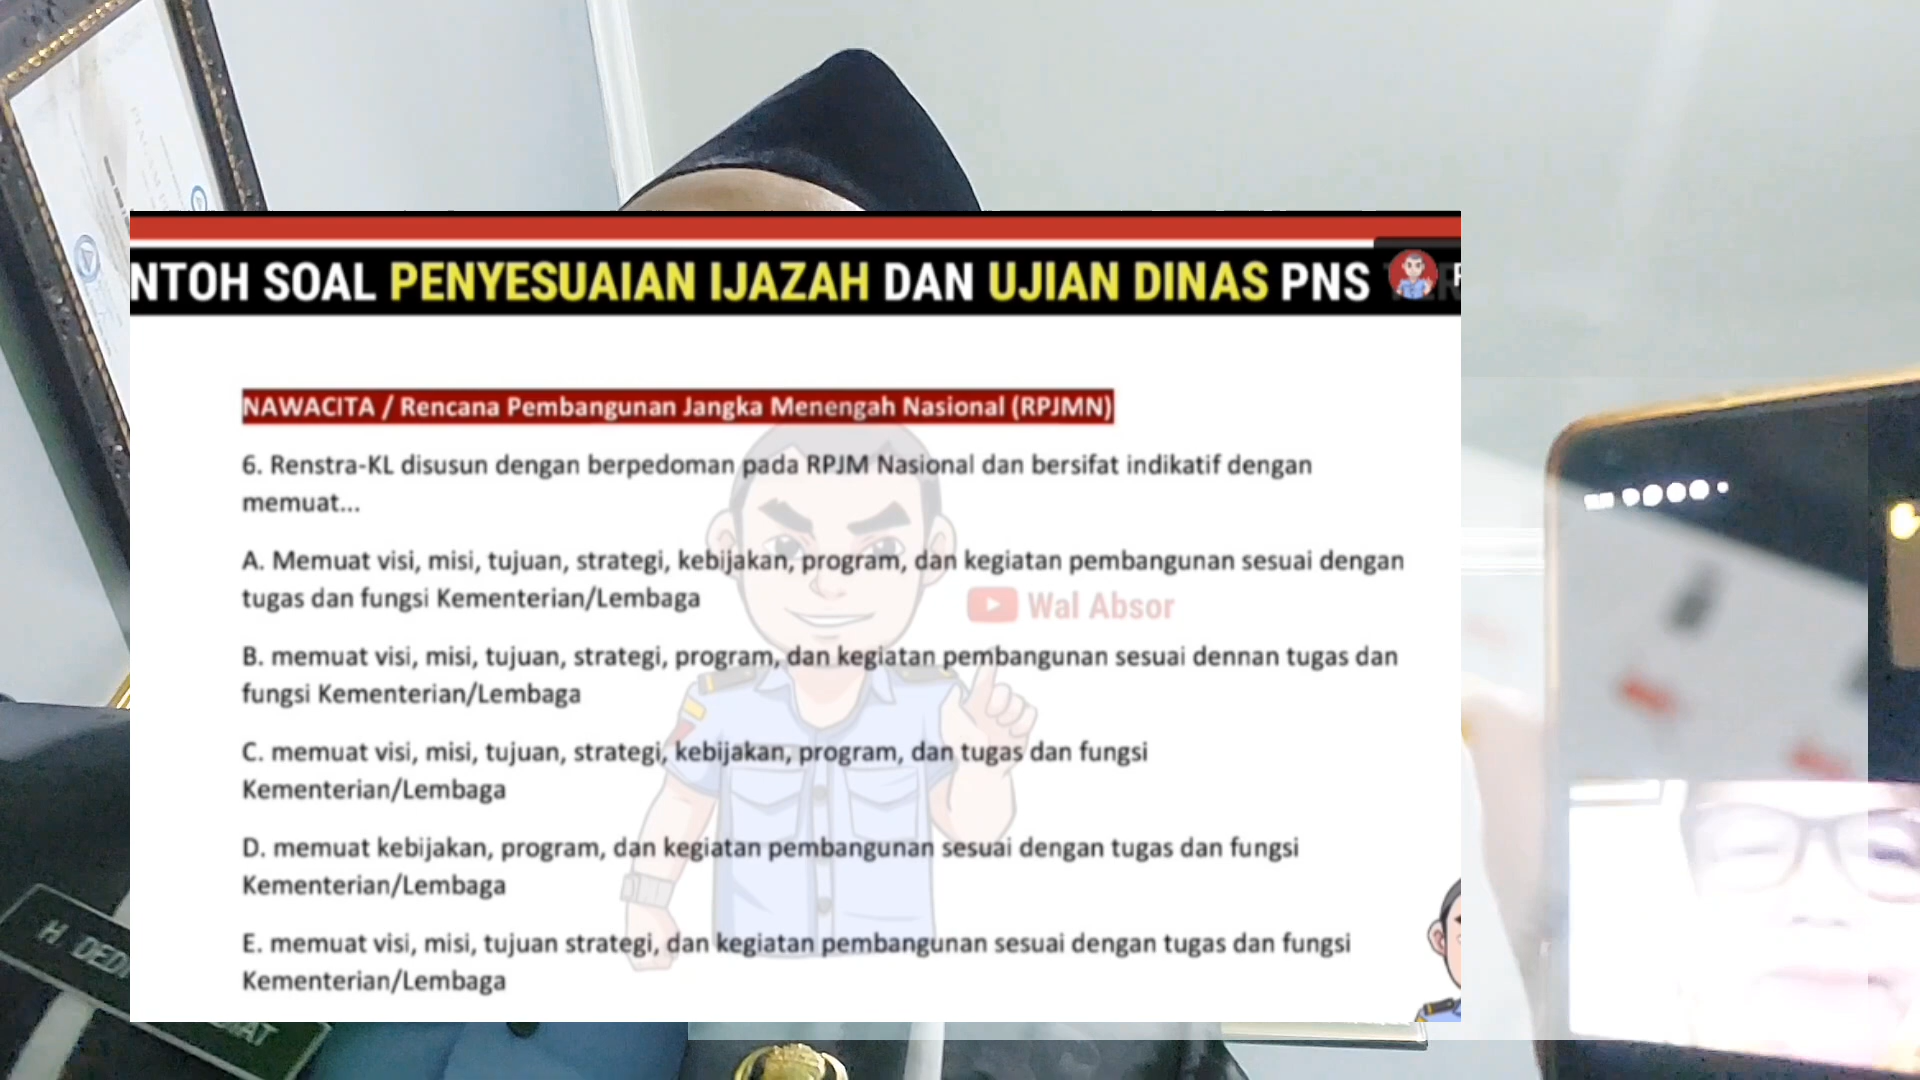 NTOH SOAL PENYESUAIAN IJAZAH DAN UJIAN DINAS PNS
NAWACITA / Rencana Pembangunan Jangka Menengah Nasional (RPJMN)
6. Renstra-KL disusun dengan berpedoman pada RPJM Nasional dan bersifat indikatif dengan
memuat...
A. Memuat visi, misi, tujuan, strategi, kebijakan, program, dan kegiatan pembangunan sesuai dengan
tugas dan fungsi Kementerian/Lembaga
Wal Absor
B. memuat visi, misi, tujuan, strategi, program, dan kegiatan pembangunan sesuai dennan tugas dan
fungsi Kementerian/Lembaga
C. memuat visi, misi, tujuan, strategi, kebijakan, program, dan tugas dan fungsi
Kementerian/Lembaga
D. memuat kebijakan, program, dan kegiatan pembangunan sesuai dengan tugas dan fungsi
Kementerian/Lembaga
E. memuat visi, misi, tujuan strategi, dan kegiatan pembangunan sesuai dengan tugas dan fungsi
Kementerian/Lembaga